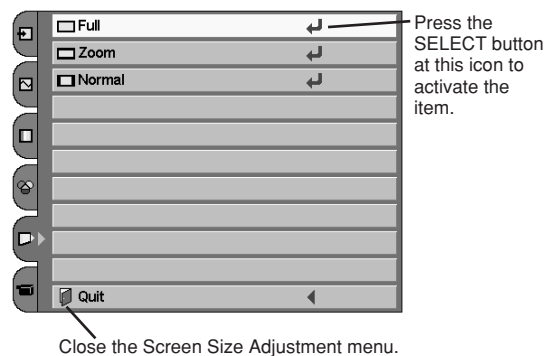 Full
Zoom
Normal
Quit
Press the
SELECT button
at this icon to
activate the
item.
Close the Screen Size Adjustment menu.